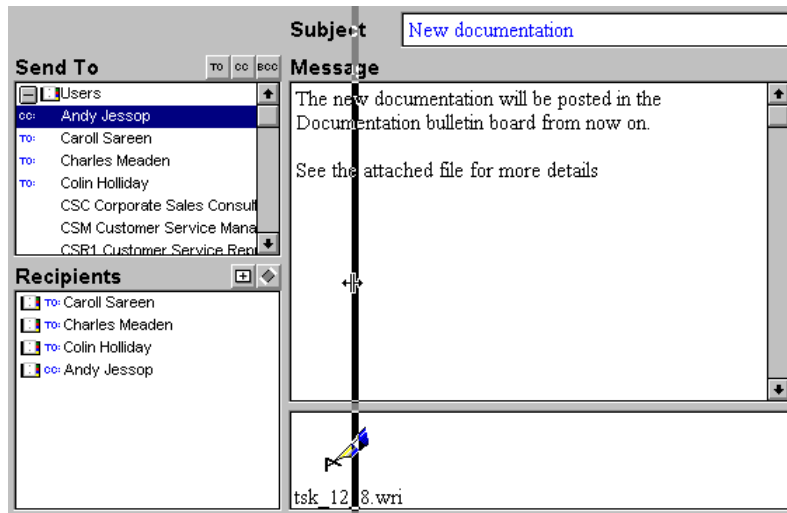 Subject New documentation
Send To TO CC BCC
Users
CC: Andy Jessop
TO: Caroll Sareen
TO: Charles Meaden
TO: Colin Holliday
CSC Corporate Sales
CSM Customer Service
CSR1 Customer Service
Recipients
TO: Caroll Sareen
TO: Charles Meaden
TO: Colin Holliday
CC: Andy Jessop
Message
The new documentation will be posted in the
Documentation bulletin board from now on.
See the attached file for more details